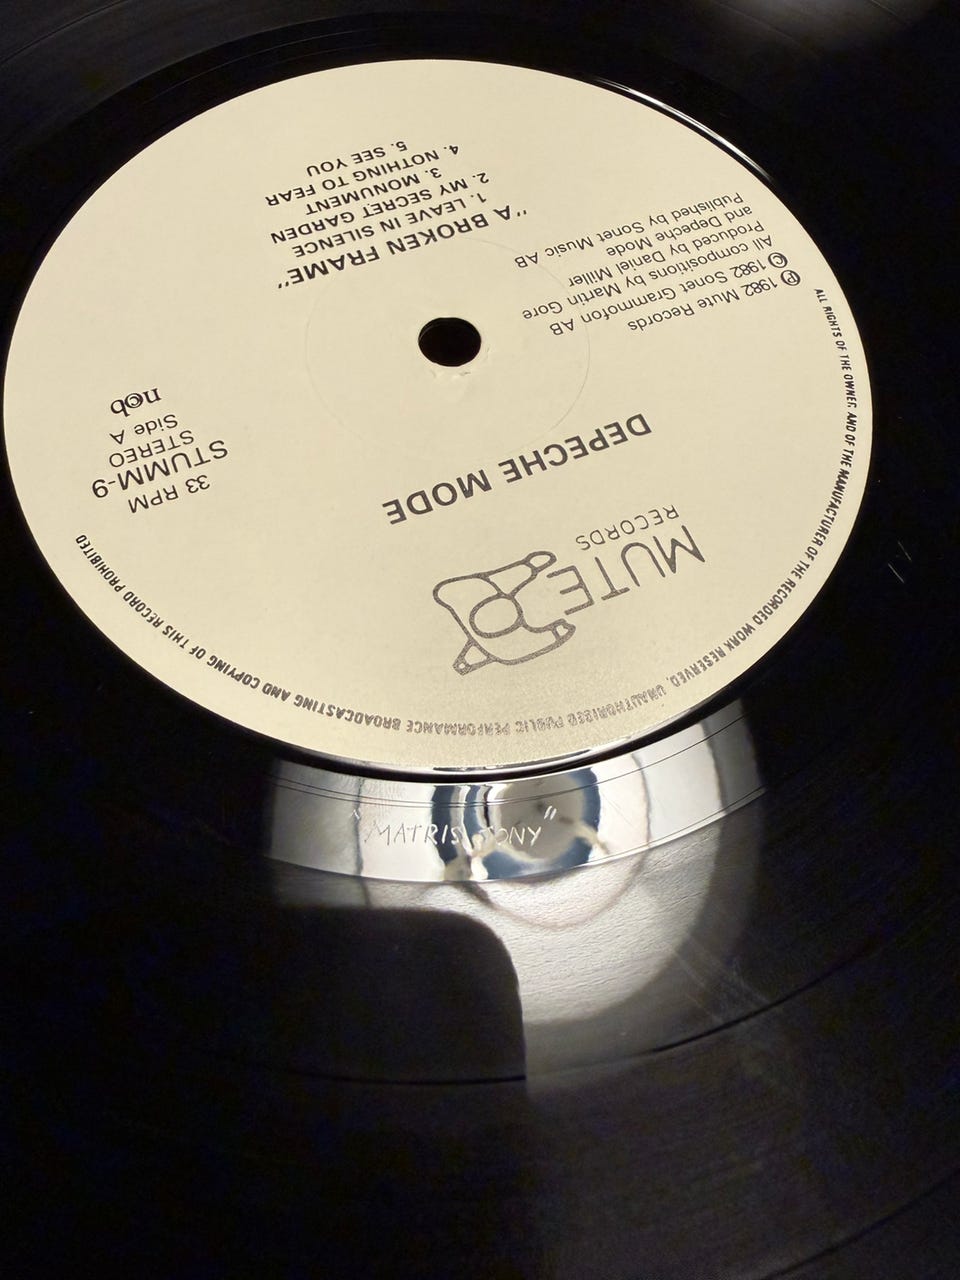 ALL RIGHTS OF THE OWNER AND OF THE MANUFACTURER OF THE RECORDED WORK RESERVED. UNAUTHORISED PUBLIC PERFORMANCE BROADCASTING AND COPYING OF THIS RECORD PROHIBITED
MUTE
RECORDS
DEPECHE MODE
33 RPM
STUMM-9
STEREO
Side A
ncb
Ⓟ 1982 Mute Records
© 1982 Sonet Grammofon AB
All compositions by Martin Gore
Produced by Daniel Miller
and Depeche Mode
Published by Sonet Music AB
"A BROKEN FRAME"
1. LEAVE IN SILENCE
2. MY SECRET GARDEN
3. MONUMENT
4. NOTHING TO FEAR
5. SEE YOU
"MATRIS TONY"